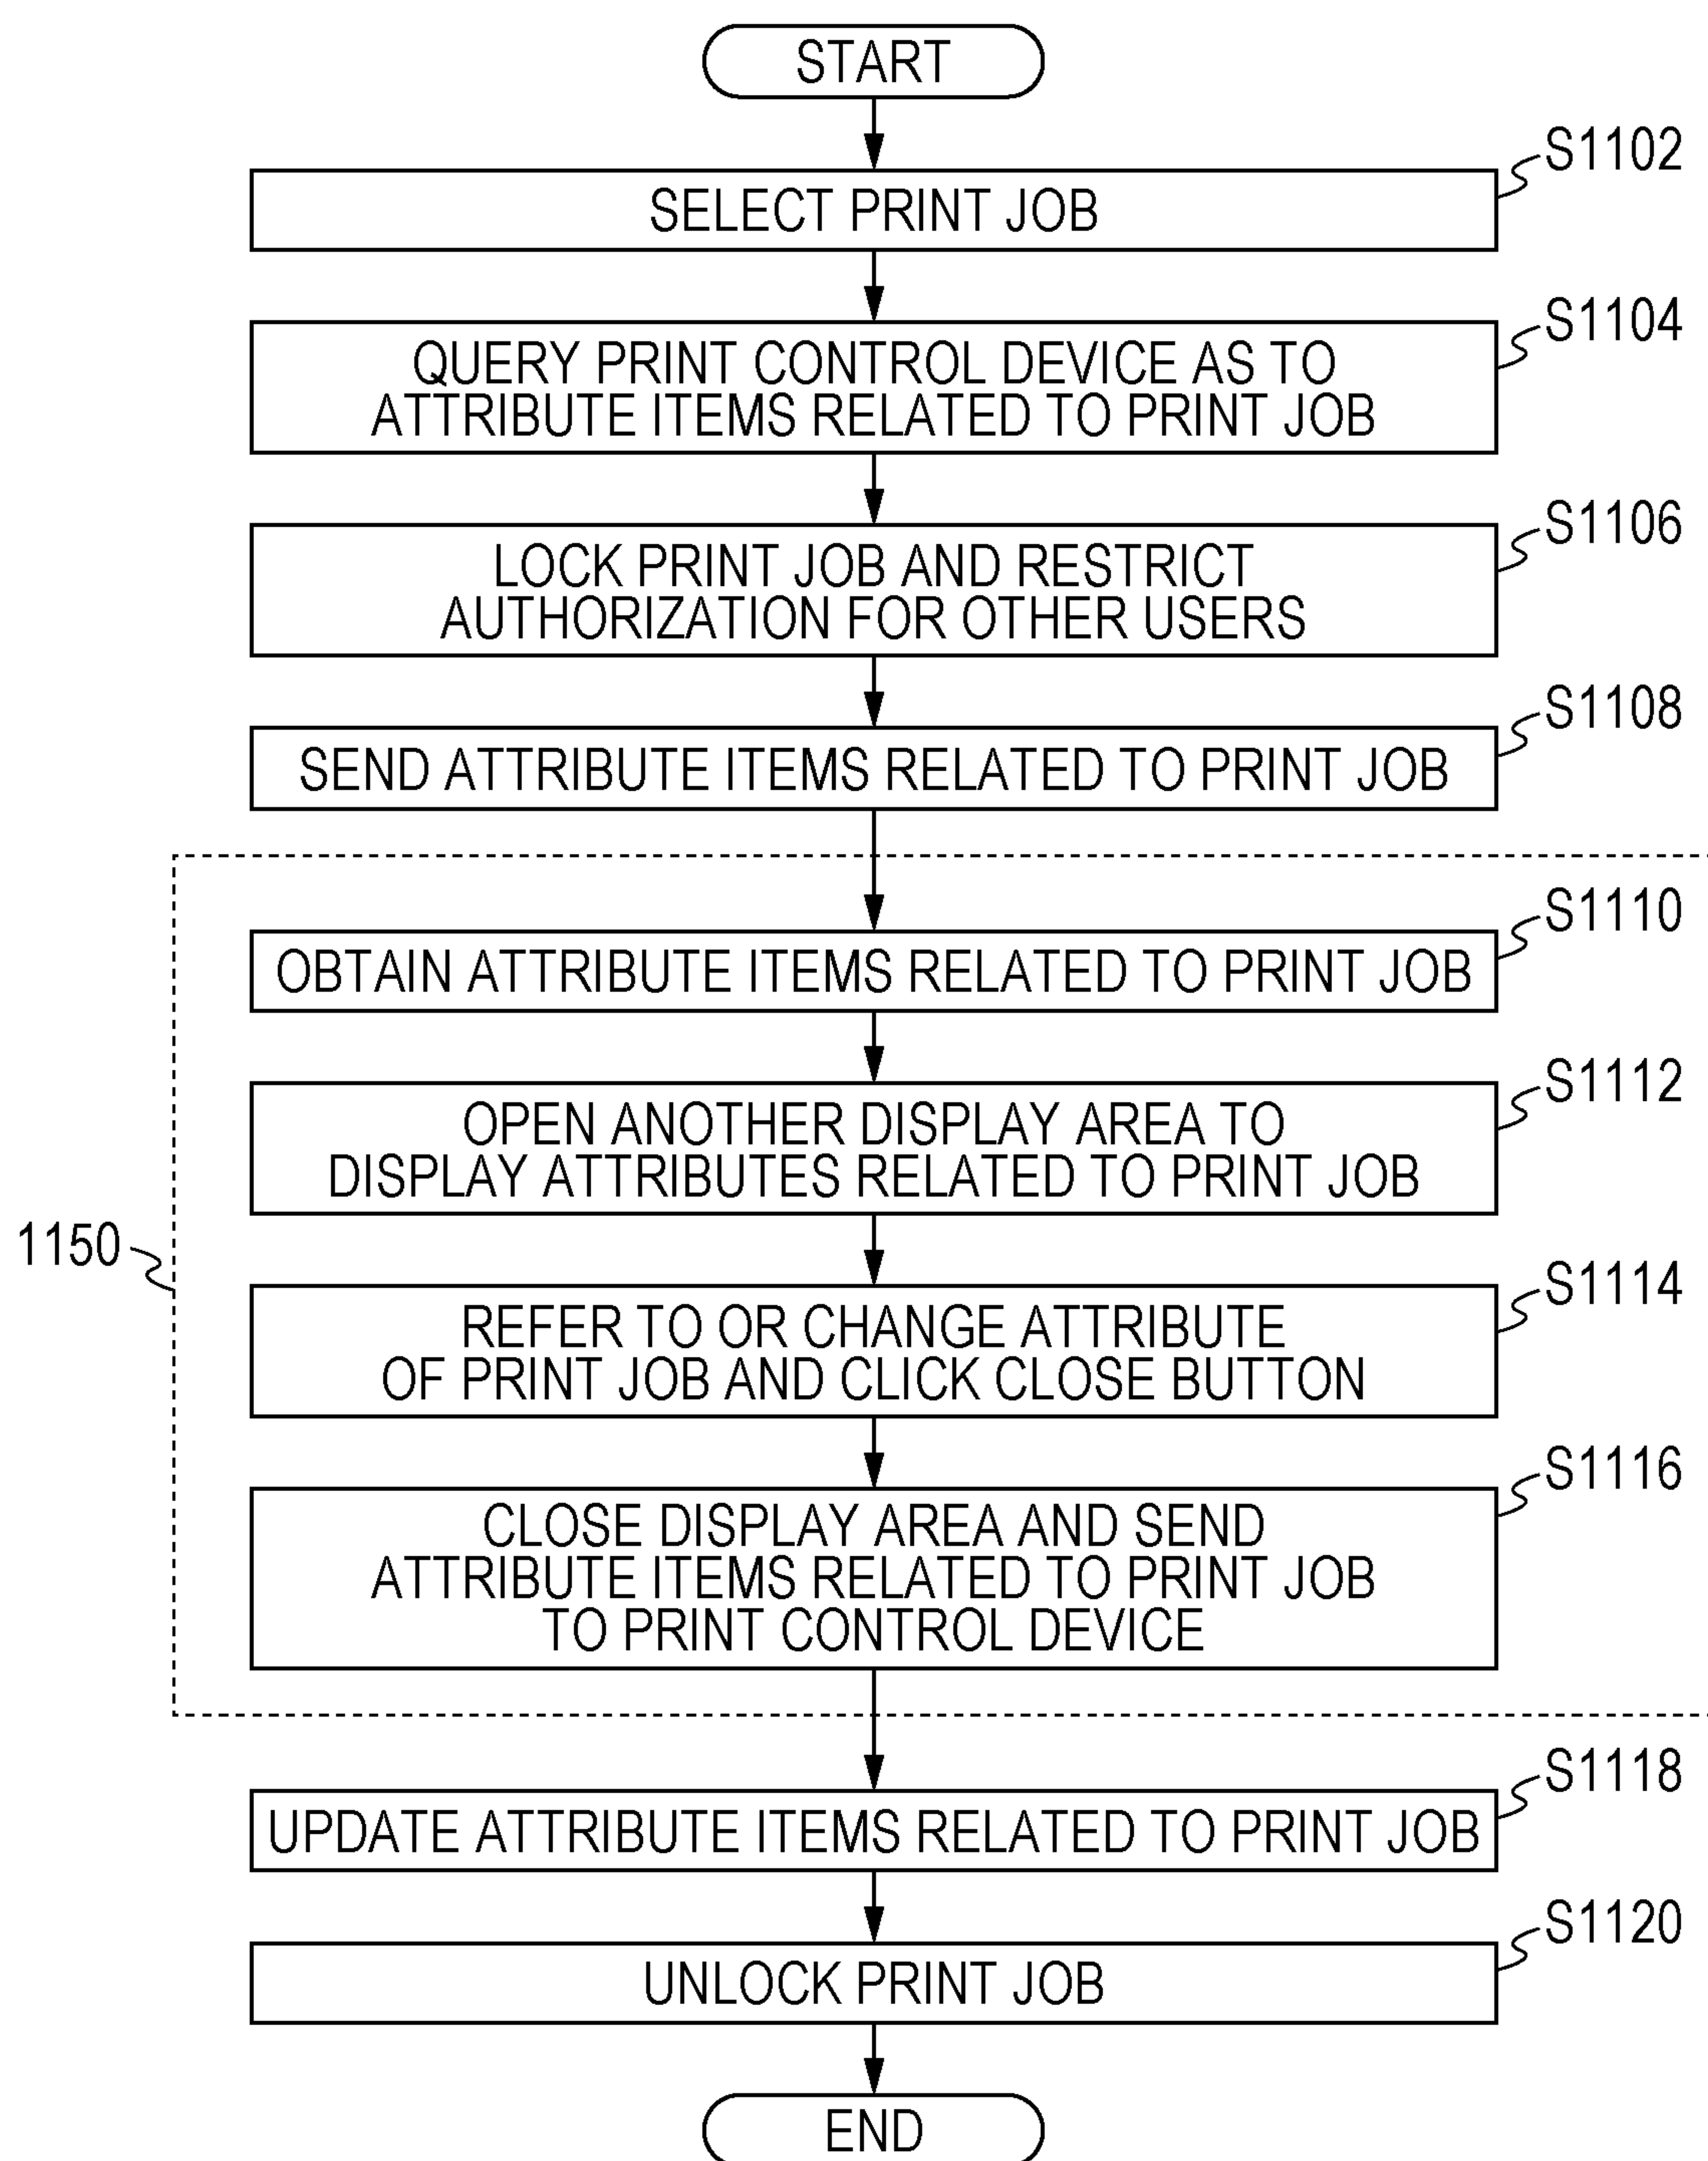 START
S1102
SELECT PRINT JOB
S1104
QUERY PRINT CONTROL DEVICE AS TO
ATTRIBUTE ITEMS RELATED TO PRINT JOB
S1106
LOCK PRINT JOB AND RESTRICT
AUTHORIZATION FOR OTHER USERS
S1108
SEND ATTRIBUTE ITEMS RELATED TO PRINT JOB
S1110
OBTAIN ATTRIBUTE ITEMS RELATED TO PRINT JOB
S1112
OPEN ANOTHER DISPLAY AREA TO
DISPLAY ATTRIBUTES RELATED TO PRINT JOB
1150
S1114
REFER TO OR CHANGE ATTRIBUTE
OF PRINT JOB AND CLICK CLOSE BUTTON
S1116
CLOSE DISPLAY AREA AND SEND
ATTRIBUTE ITEMS RELATED TO PRINT JOB
TO PRINT CONTROL DEVICE
S1118
UPDATE ATTRIBUTE ITEMS RELATED TO PRINT JOB
S1120
UNLOCK PRINT JOB
END